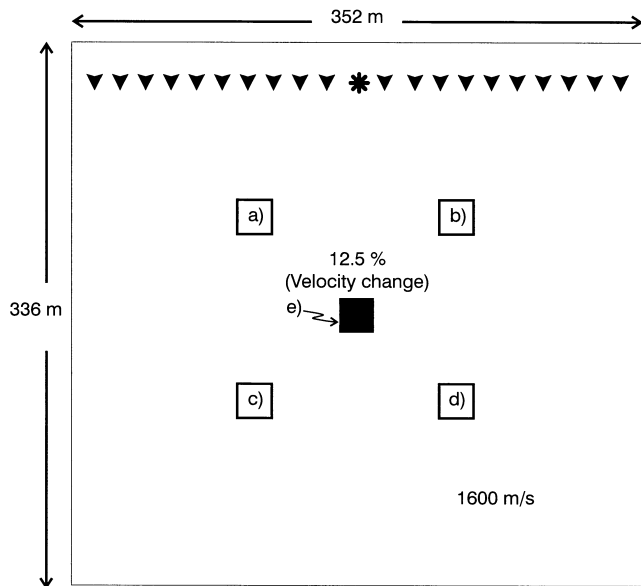 352 m
a)
b)
12.5 %
(Velocity change)
e)
336 m
c)
d)
1600 m/s